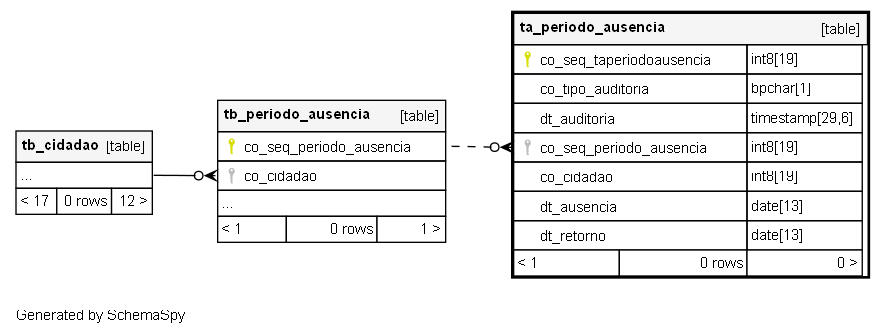 ta_periodo_ausencia [table]
co_seq_taperiodoausencia int8[19]
co_tipo_auditoria bpchar[1]
dt_auditoria timestamp[29,6]
co_seq_periodo_ausencia int8[19]
co_cidadao int8[19]
dt_ausencia date[13]
dt_retorno date[13]
< 1 0 rows 0 >
tb_periodo_ausencia [table]
co_seq_periodo_ausencia
co_cidadao
...
< 1 0 rows 1 >
tb_cidadao [table]
...
< 17 0 rows 12 >
Generated by SchemaSpy